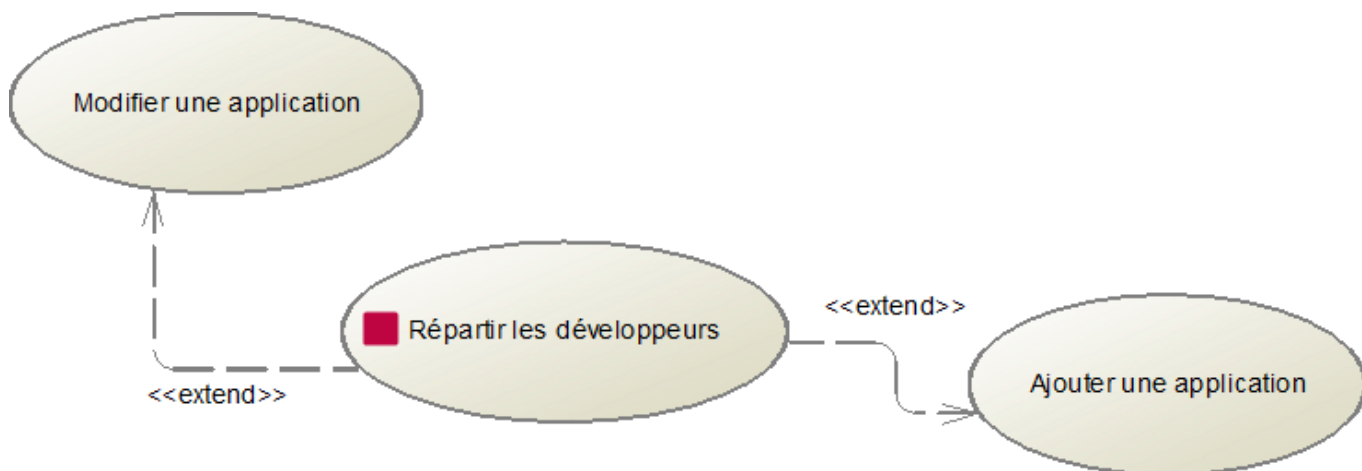 Modifier une application
<<extend>>
Répartir les développeurs
<<extend>>
Ajouter une application